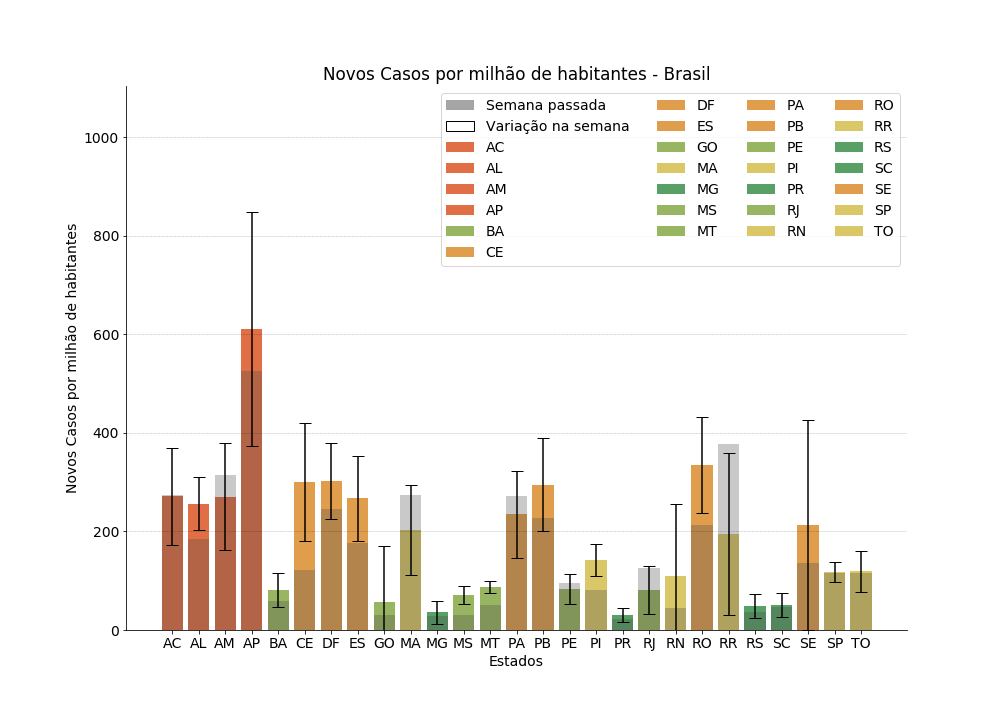 Novos Casos por milhão de habitantes - Brasil
Novos Casos por milhão de habitantes
1000
800
600
400
200
0
Semana passada
Variação na semana
AC
AL
AM
AP
BA
CE
DF
ES
GO
MA
MG
MS
MT
PA
PB
PE
PI
PR
RJ
RN
RO
RR
RS
SC
SE
SP
TO
AC AL AM AP BA CE DF ES GO MA MG MS MT PA PB PE PI PR RJ RN RO RR RS SC SE SP TO
Estados